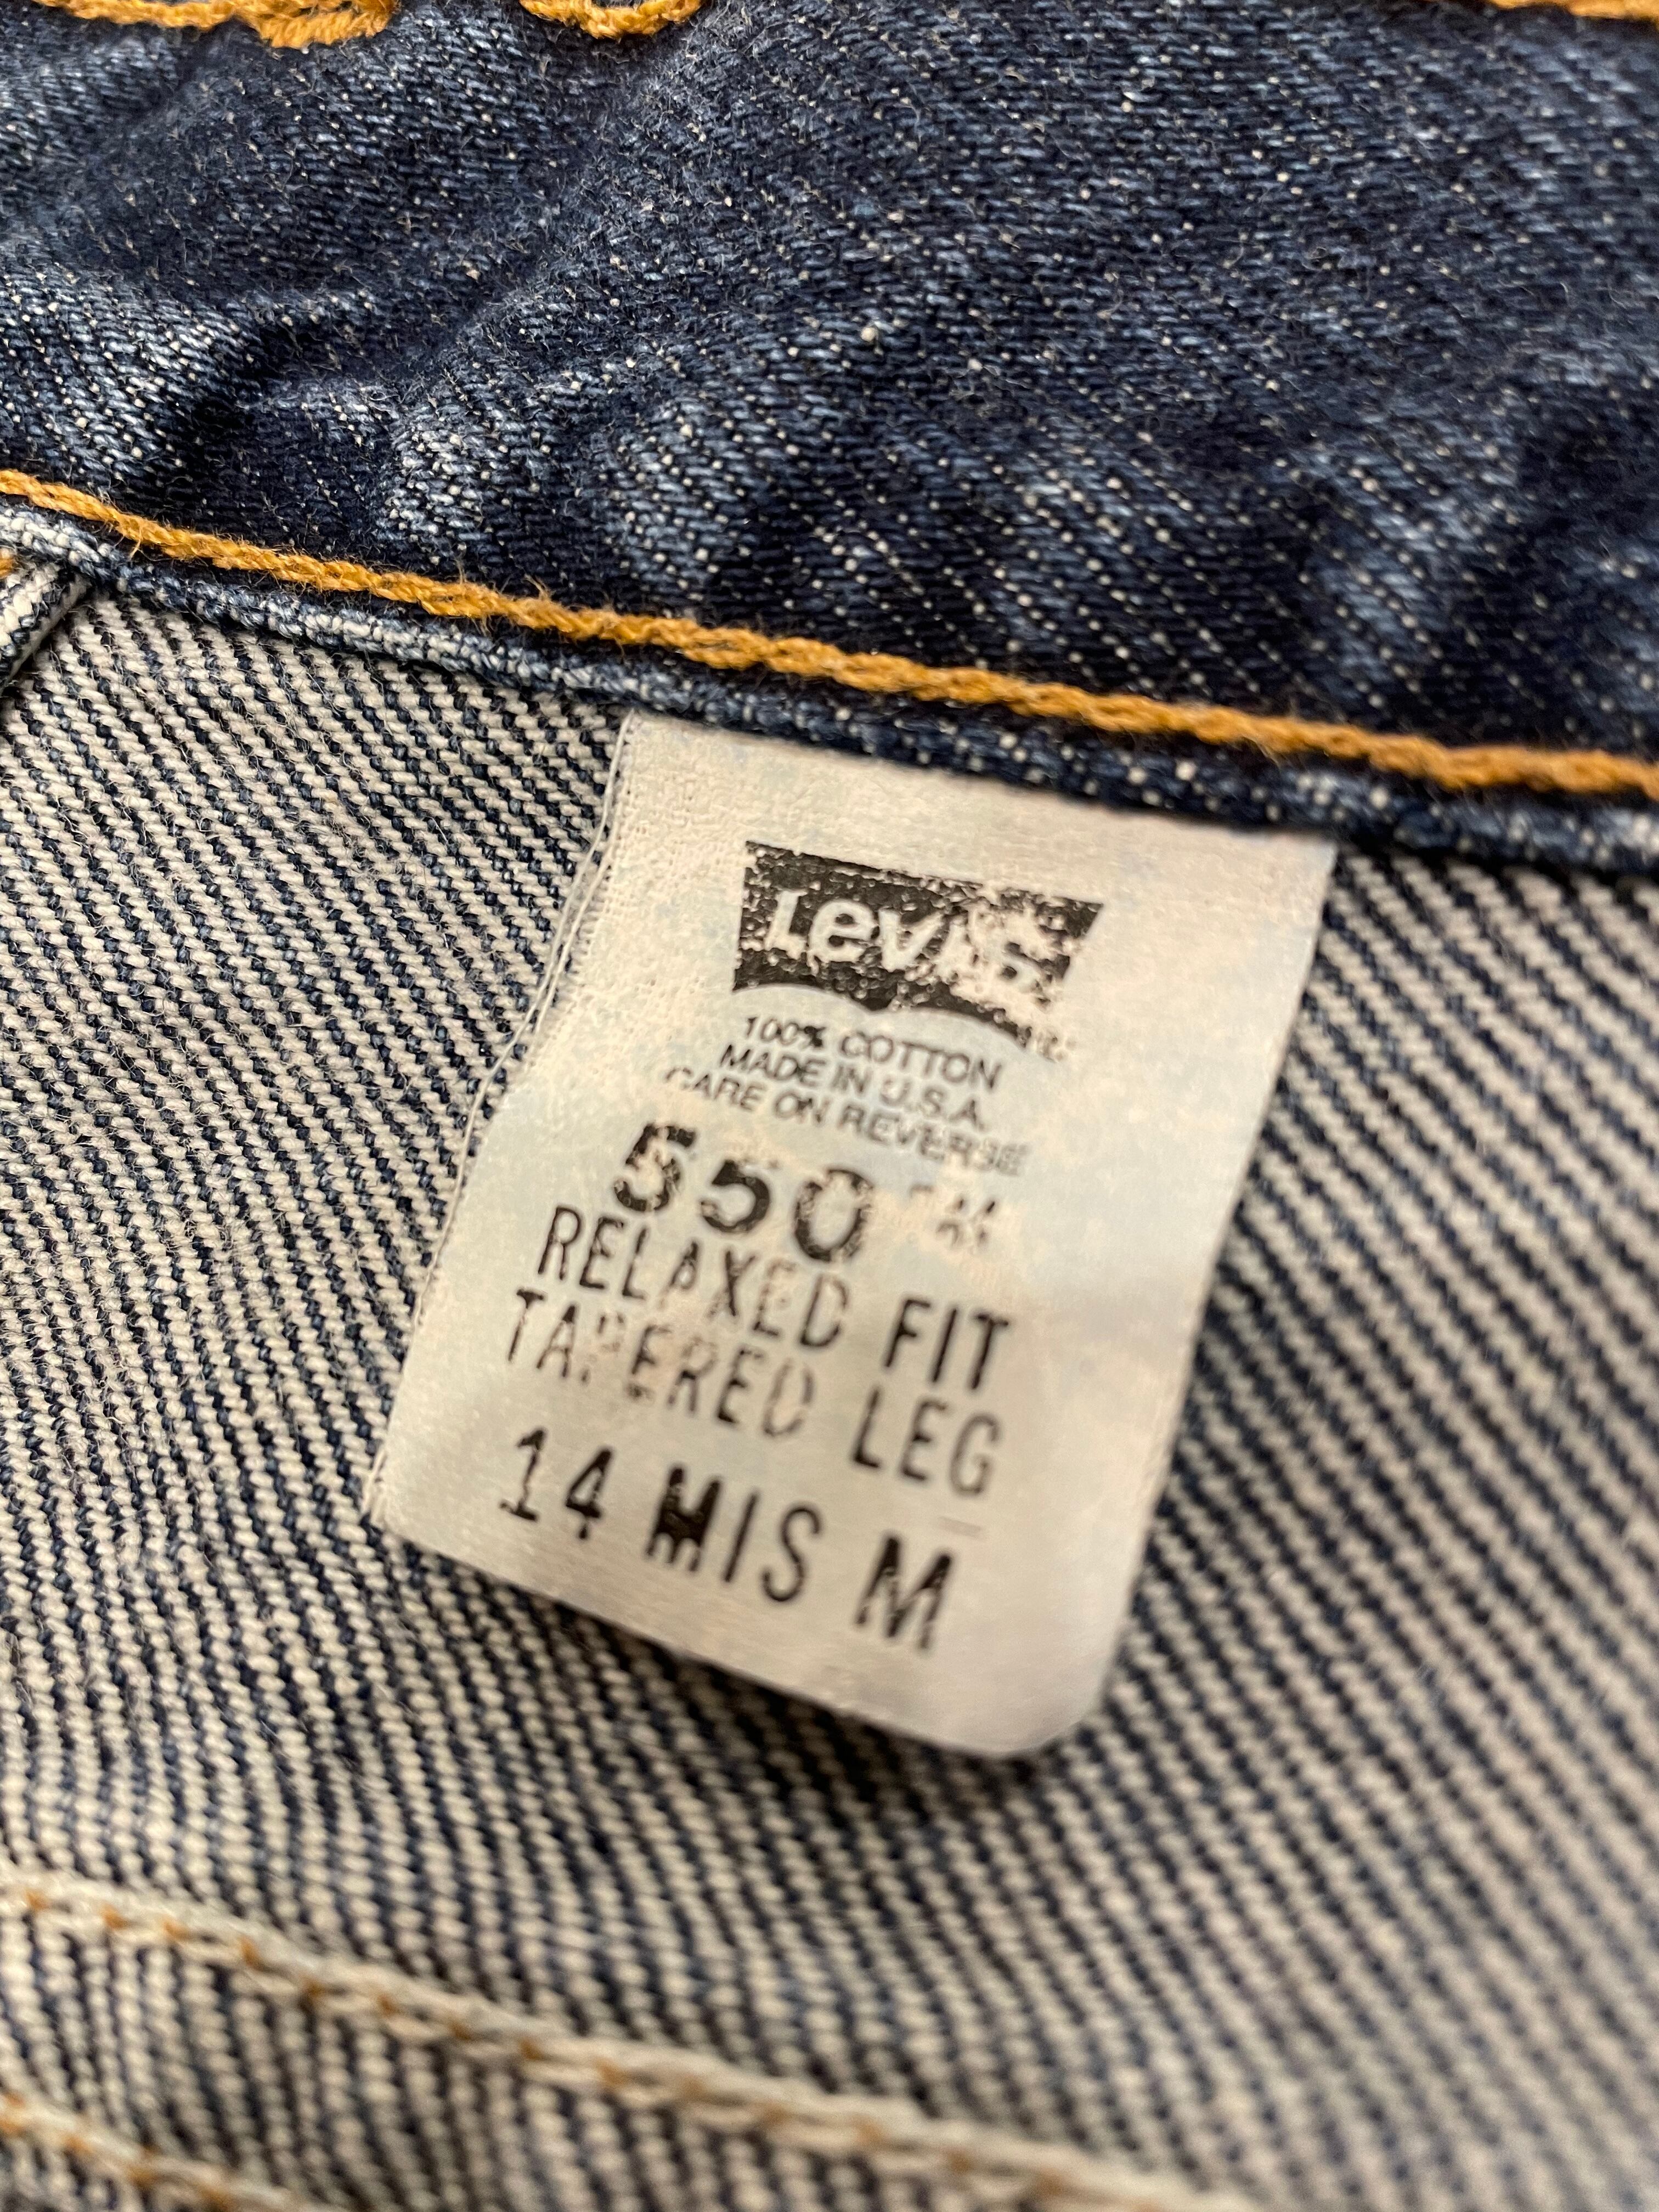 Levi's
100% COTTON
MADE IN U.S.A.
CARE ON REVERSE
550
RELAXED FIT
TAPERED LEG
14 MIS M